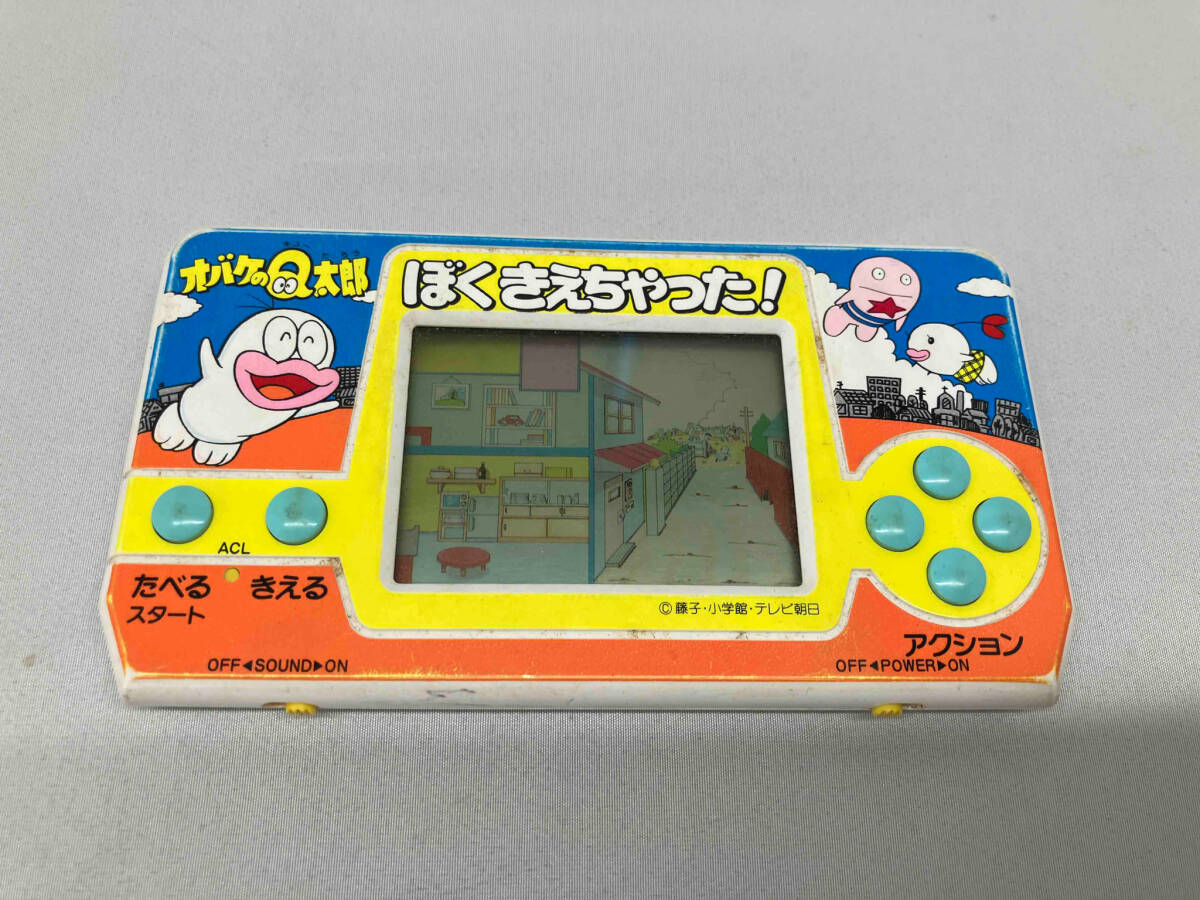 オバケのQ太郎
ぼくきえちゃった!
ACL
たべる きえる
スタート
©藤子・小学館・テレビ朝日
アクション
OFF◀SOUND▶ON
OFF◀POWER▶ON